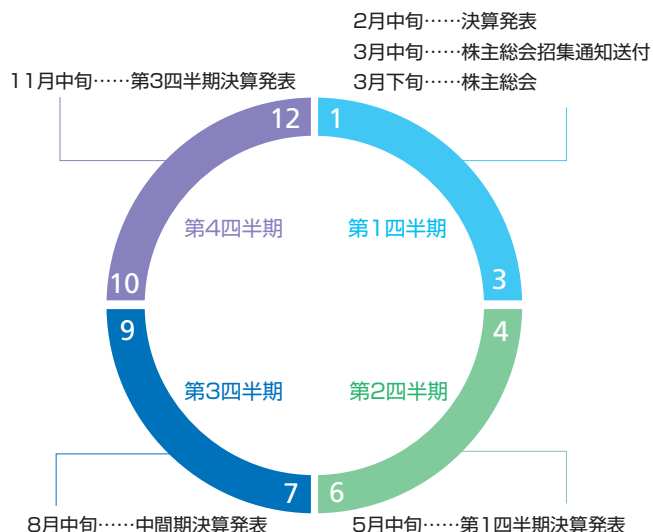 2月中旬……決算発表
3月中旬……株主総会招集通知送付
3月下旬……株主総会
11月中旬……第3四半期決算発表
12
1
第4四半期
第1四半期
10
3
9
4
第3四半期
第2四半期
7
6
8月中旬……中間期決算発表
5月中旬……第1四半期決算発表